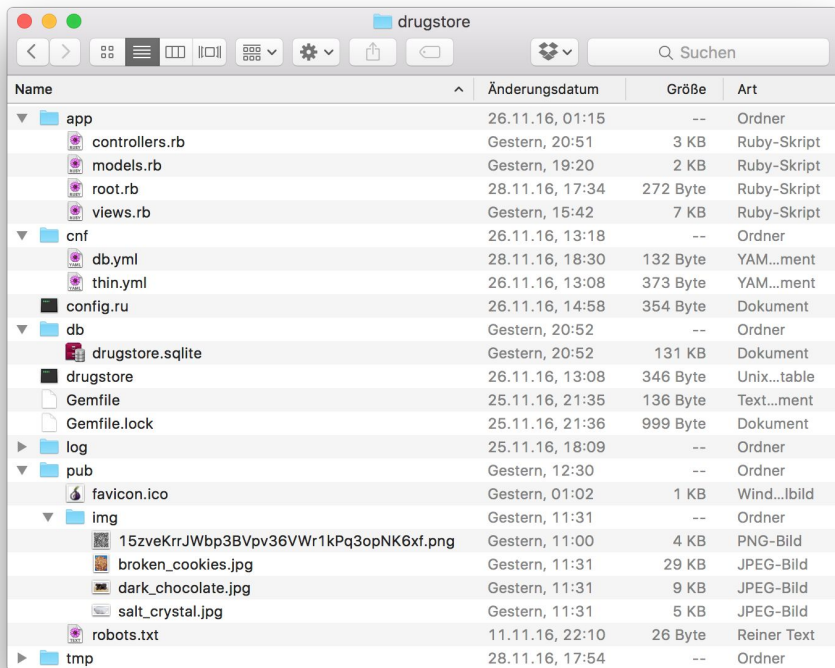 drugstore
Suchen
Name Änderungsdatum Größe Art
app 26.11.16, 01:15 -- Ordner
controllers.rb Gestern, 20:51 3 KB Ruby-Skript
models.rb Gestern, 19:20 2 KB Ruby-Skript
root.rb 28.11.16, 17:34 272 Byte Ruby-Skript
views.rb Gestern, 15:42 7 KB Ruby-Skript
cnf 26.11.16, 13:18 -- Ordner
db.yml 28.11.16, 18:30 132 Byte YAM...ment
thin.yml 26.11.16, 13:08 373 Byte YAM...ment
config.ru 26.11.16, 14:58 354 Byte Dokument
db Gestern, 20:52 -- Ordner
drugstore.sqlite Gestern, 20:52 131 KB Dokument
drugstore 26.11.16, 13:08 346 Byte Unix...table
Gemfile 25.11.16, 21:35 136 Byte Text...ment
Gemfile.lock 25.11.16, 21:36 999 Byte Dokument
log 25.11.16, 18:09 -- Ordner
pub Gestern, 12:30 -- Ordner
favicon.ico Gestern, 01:02 1 KB Wind...lbild
img Gestern, 11:31 -- Ordner
15zveKrrJWbp3BVpv36VWr1kPq3opNK6xf.png Gestern, 11:00 4 KB PNG-Bild
broken_cookies.jpg Gestern, 11:31 29 KB JPEG-Bild
dark_chocolate.jpg Gestern, 11:31 9 KB JPEG-Bild
salt_crystal.jpg Gestern, 11:31 5 KB JPEG-Bild
robots.txt 11.11.16, 22:10 26 Byte Reiner Text
tmp 28.11.16, 17:54 -- Ordner